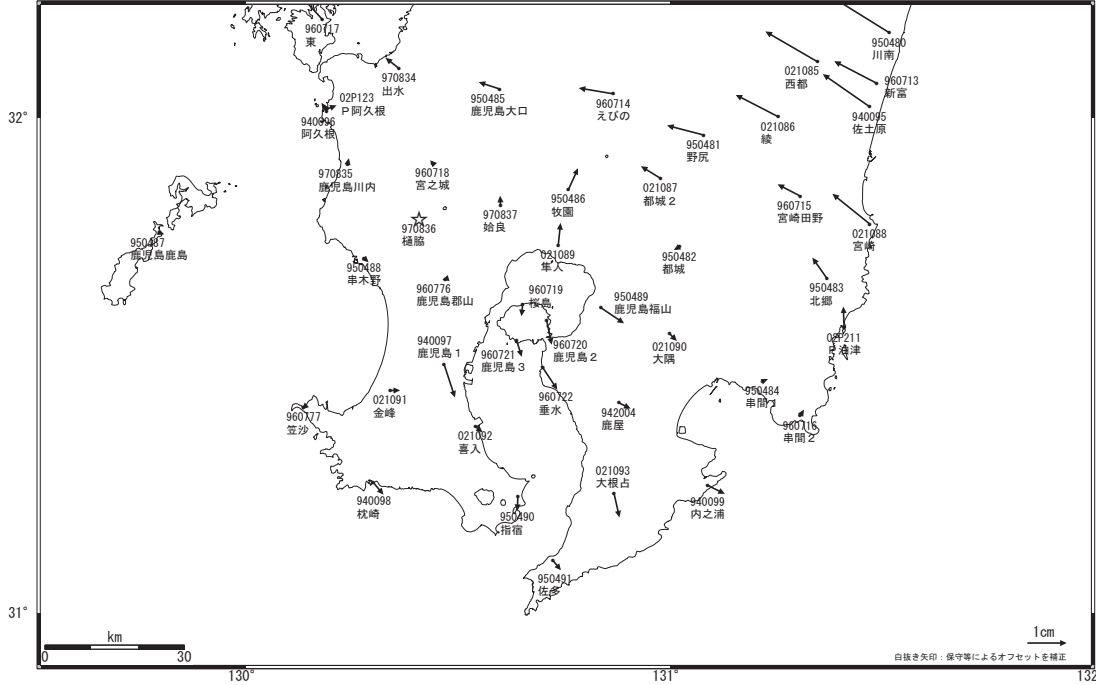 960717
東
970834
出水
02P123
P阿久根
940096
阿久根
950485
鹿児島大口
960714
えびの
950480
川南
021085
西都
960713
新富
940095
佐土原
021086
綾
950481
野尻
32°
970835
鹿児島川内
960718
宮之城
970837
姶良
950486
牧園
021087
都城2
960715
宮崎田野
021088
宮崎
970836
樋脇
950487
鹿児島鹿島
950488
串木野
021089
隼人
950482
都城
950483
北郷
960776
鹿児島郡山
960719
桜島
950489
鹿児島福山
940097
鹿児島1
960721
鹿児島3
960720
鹿児島2
021090
大隅
02P211
P油津
021091
金峰
960722
垂水
942004
鹿屋
950484
串間1
960716
串間2
960777
笠沙
021092
喜入
021093
大根占
940098
枕崎
950490
指宿
940099
内之浦
950491
佐多
31°
km
0 30
1cm
白抜き矢印：保守等によるオフセットを補正
130° 131° 132